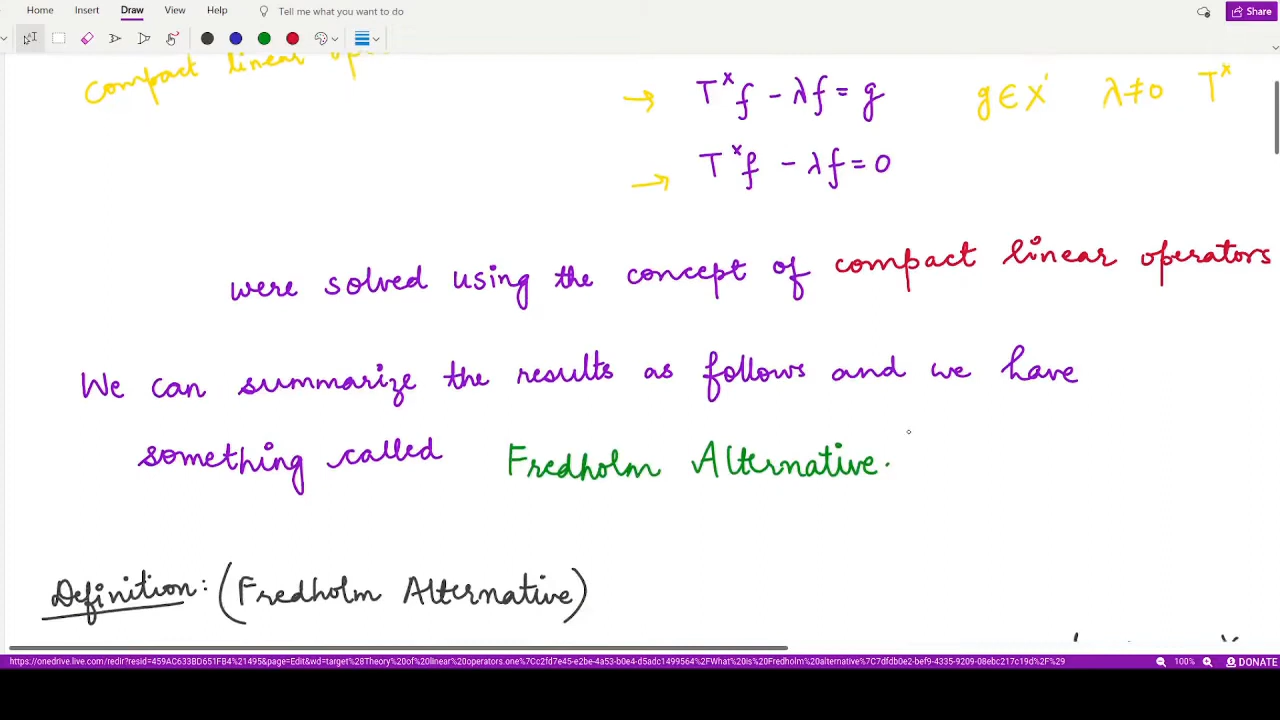 Home Insert Draw View Help Tell me what you want to do Share
compact linear
→ T^x f - λf = g g ∈ X' λ ≠ 0 T^x
→ T^x f - λf = 0
were solved using the concept of compact linear operators
We can summarize the results as follows and we have
something called Fredholm Alternative.
Definition: (Fredholm Alternative)
100% DONATE